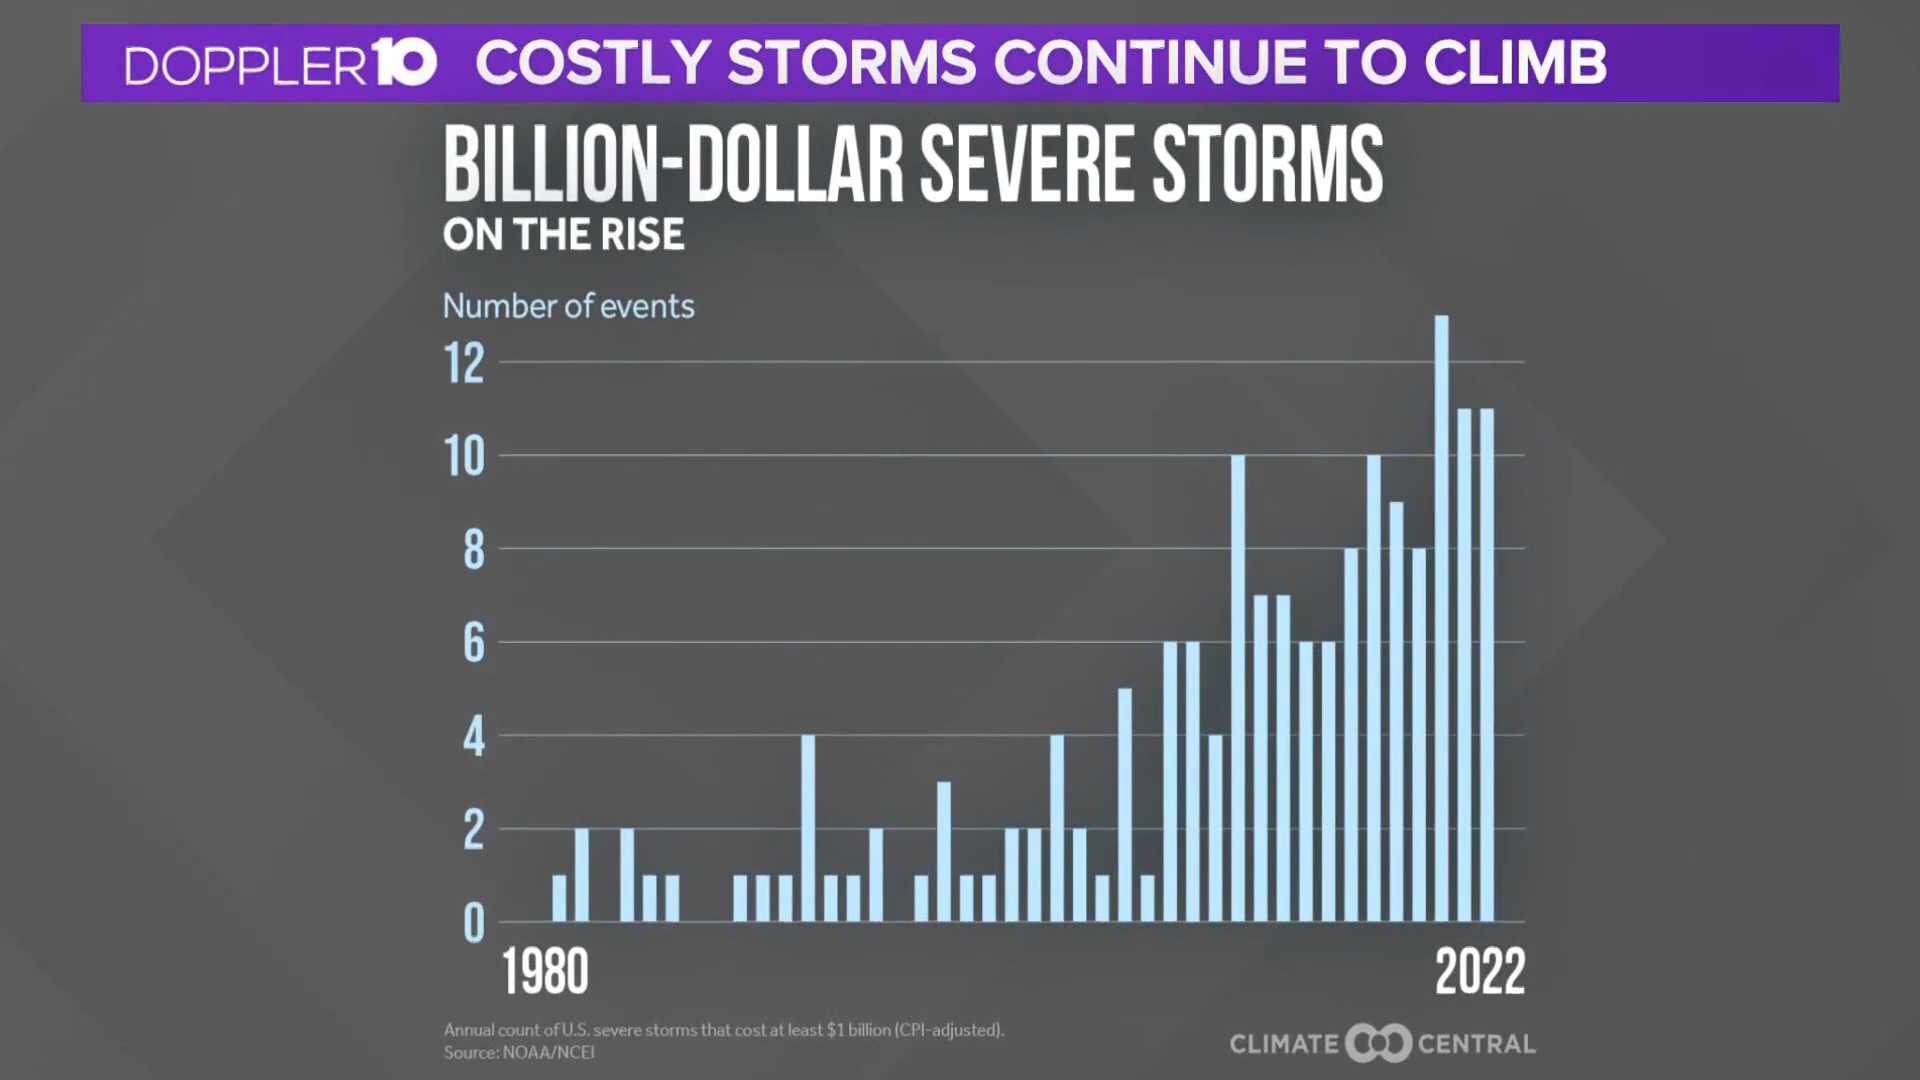 DOPPLER10 COSTLY STORMS CONTINUE TO CLIMB
BILLION-DOLLAR SEVERE STORMS
ON THE RISE
Number of events
12
10
8
6
4
2
0
1980 2022
Annual count of U.S. severe storms that cost at least $1 billion (CPI-adjusted).
Source: NOAA/NCEI
CLIMATE CENTRAL